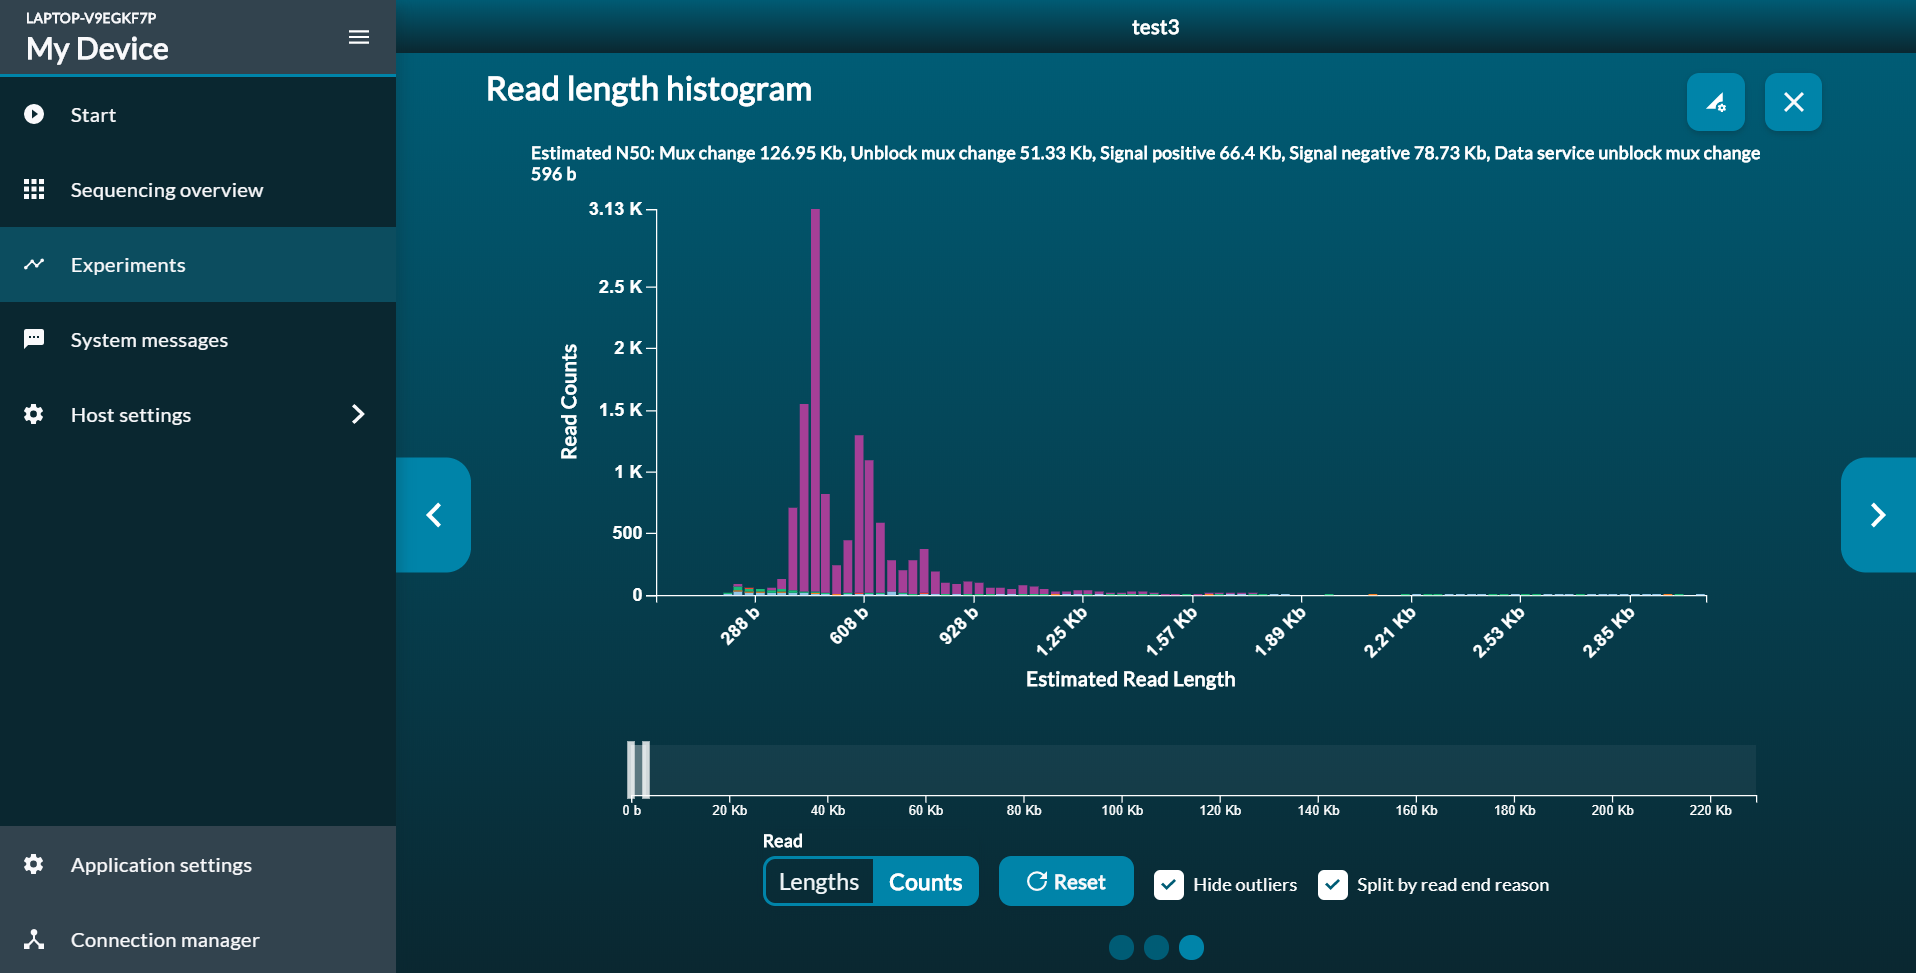 LAPTOP-V9EGKF7P
My Device
Start
Sequencing overview
Experiments
System messages
Host settings
Application settings
Connection manager
test3
Read length histogram
Estimated N50: Mux change 126.95 Kb, Unblock mux change 51.33 Kb, Signal positive 66.4 Kb, Signal negative 78.73 Kb, Data service unblock mux change
596 b
3.13 K
2.5 K
2 K
1.5 K
1 K
500
0
Read Counts
288 b
608 b
928 b
1.25 Kb
1.57 Kb
1.89 Kb
2.21 Kb
2.53 Kb
2.85 Kb
Estimated Read Length
0 b
20 Kb
40 Kb
60 Kb
80 Kb
100 Kb
120 Kb
140 Kb
160 Kb
180 Kb
200 Kb
220 Kb
Read
Lengths
Counts
Reset
Hide outliers
Split by read end reason